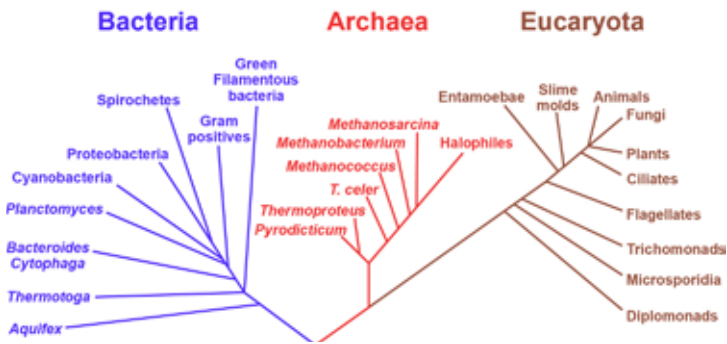 Bacteria
Archaea
Eucaryota
Green
Filamentous
bacteria
Spirochetes
Gram
positives
Proteobacteria
Cyanobacteria
Planctomyces
Bacteroides
Cytophaga
Thermotoga
Aquifex
Methanosarcina
Methanobacterium
Halophiles
Methanococcus
T. celer
Thermoproteus
Pyrodicticum
Entamoebae
Slime
molds
Animals
Fungi
Plants
Ciliates
Flagellates
Trichomonads
Microsporidia
Diplomonads